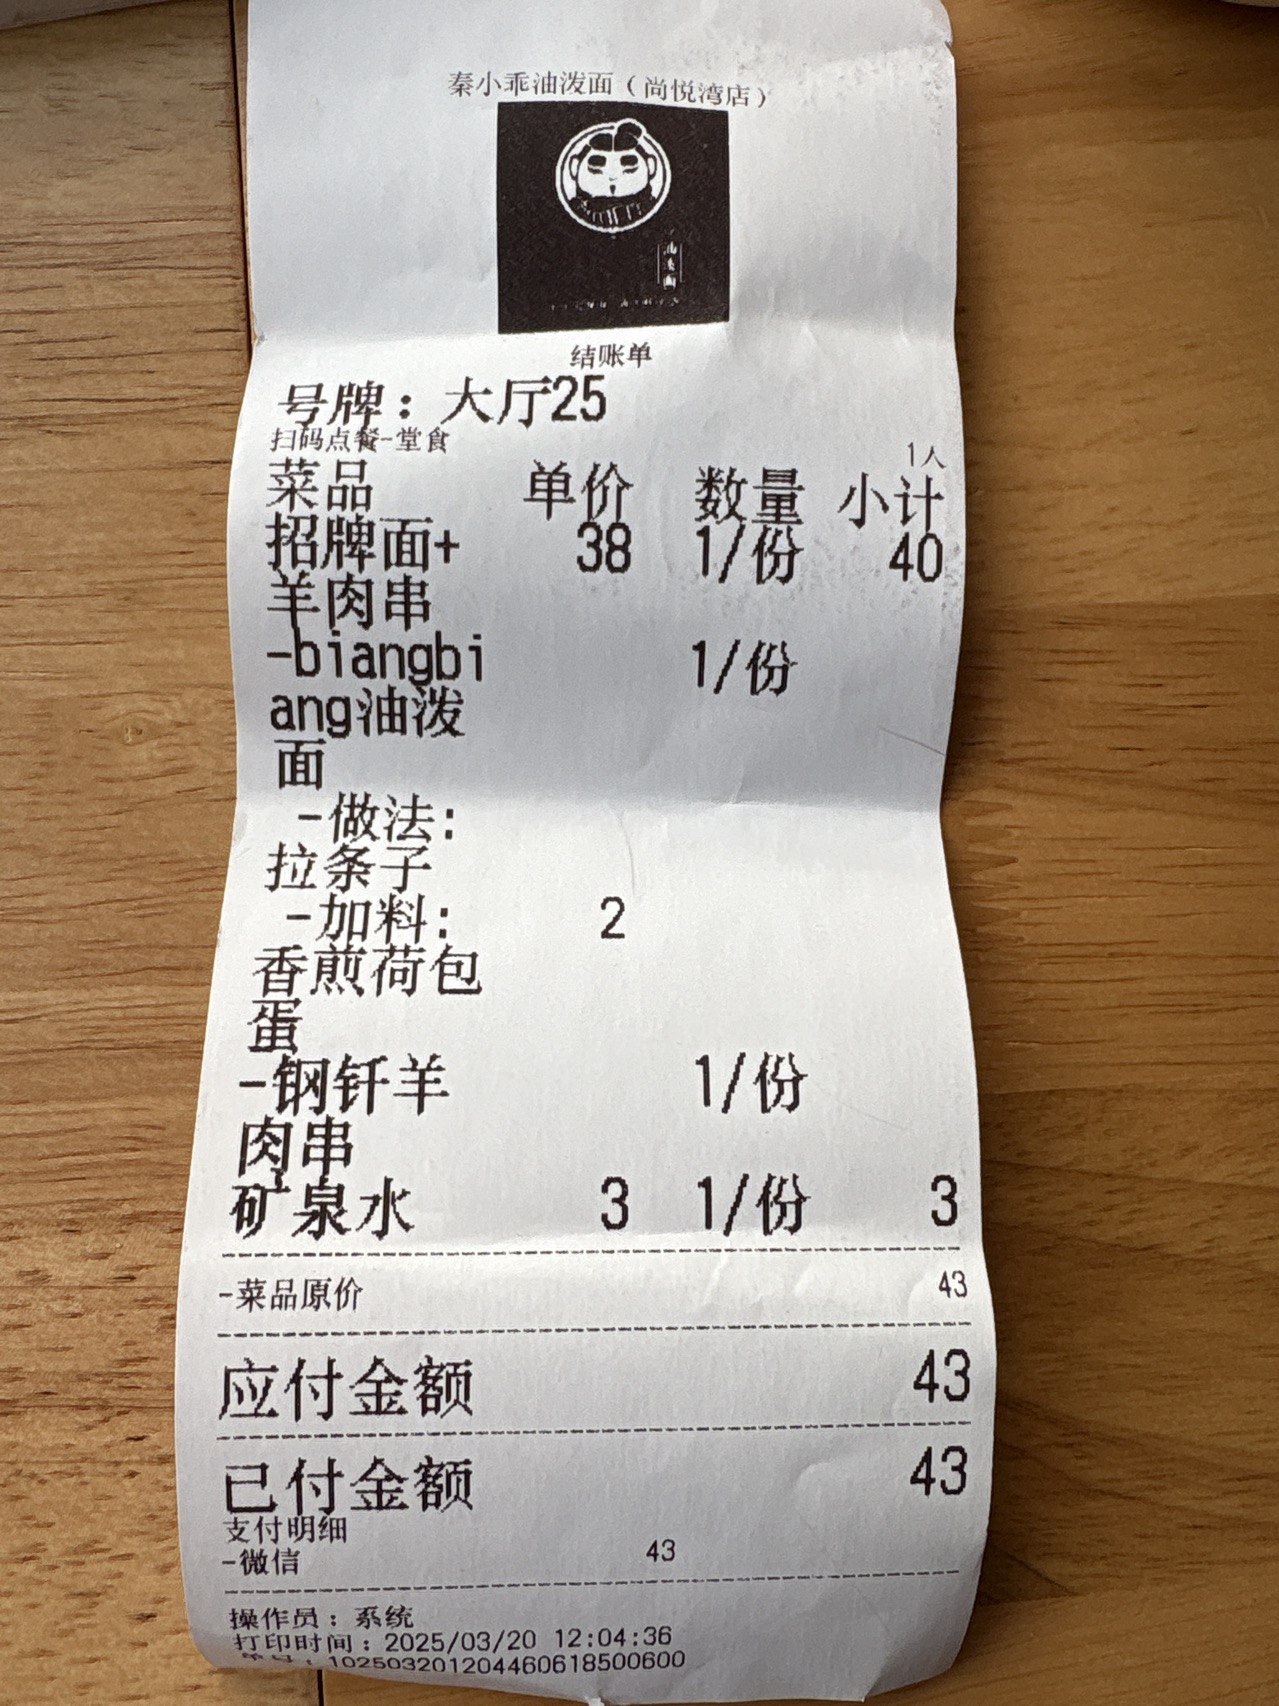 秦小乖油泼面（尚悦湾店）
油泼面
结账单
号牌：大厅25
扫码点餐-堂食
1人
菜品 单价 数量 小计
招牌面+ 38 1/份 40
羊肉串
-biangbi 1/份
ang油泼
面
-做法:
拉条子
-加料: 2
香煎荷包
蛋
-钢钎羊 1/份
肉串
矿泉水 3 1/份 3
-菜品原价 43
应付金额 43
已付金额 43
支付明细
-微信 43
操作员：系统
打印时间：2025/03/20 12:04:36
单号：102503201204460618500600